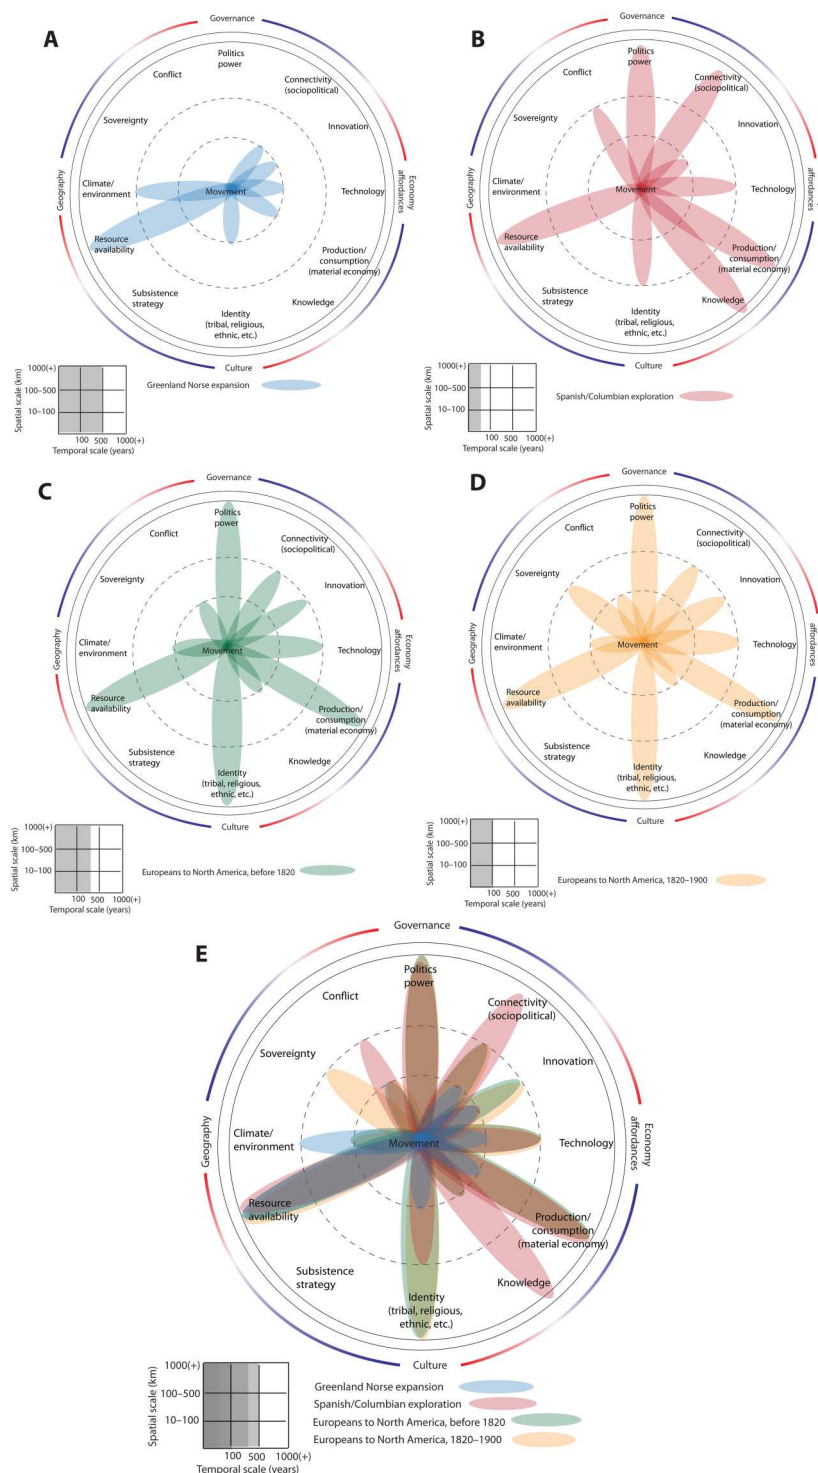 A
Governance
Politics
power
Conflict
Connectivity
(sociopolitical)
Sovereignty
Innovation
Geography
Climate/
environment
Movement
Technology
Economy
affordances
Resource
availability
Production/
consumption
(material economy)
Subsistence
strategy
Identity
(tribal, religious,
ethnic, etc.)
Knowledge
Culture
Spatial scale (km)
1000(+)
100–500
10–100
100 500 1000(+)
Temporal scale (years)
Greenland Norse expansion
B
Governance
Politics
power
Conflict
Connectivity
(sociopolitical)
Sovereignty
Innovation
Geography
Climate/
environment
Movement
Technology
Economy
affordances
Resource
availability
Production/
consumption
(material economy)
Subsistence
strategy
Identity
(tribal, religious,
ethnic, etc.)
Knowledge
Culture
Spatial scale (km)
1000(+)
100–500
10–100
100 500 1000(+)
Temporal scale (years)
Spanish/Columbian exploration
C
Governance
Politics
power
Conflict
Connectivity
(sociopolitical)
Sovereignty
Innovation
Geography
Climate/
environment
Movement
Technology
Economy
affordances
Resource
availability
Production/
consumption
(material economy)
Subsistence
strategy
Identity
(tribal, religious,
ethnic, etc.)
Knowledge
Culture
Spatial scale (km)
1000(+)
100–500
10–100
100 500 1000(+)
Temporal scale (years)
Europeans to North America, before 1820
D
Governance
Politics
power
Conflict
Connectivity
(sociopolitical)
Sovereignty
Innovation
Geography
Climate/
environment
Movement
Technology
Economy
affordances
Resource
availability
Production/
consumption
(material economy)
Subsistence
strategy
Identity
(tribal, religious,
ethnic, etc.)
Knowledge
Culture
Spatial scale (km)
1000(+)
100–500
10–100
100 500 1000(+)
Temporal scale (years)
Europeans to North America, 1820–1900
E
Governance
Politics
power
Conflict
Connectivity
(sociopolitical)
Sovereignty
Innovation
Geography
Climate/
environment
Movement
Technology
Economy
affordances
Resource
availability
Production/
consumption
(material economy)
Subsistence
strategy
Identity
(tribal, religious,
ethnic, etc.)
Knowledge
Culture
Spatial scale (km)
1000(+)
100–500
10–100
100 500 1000(+)
Temporal scale (years)
Greenland Norse expansion
Spanish/Columbian exploration
Europeans to North America, before 1820
Europeans to North America, 1820–1900